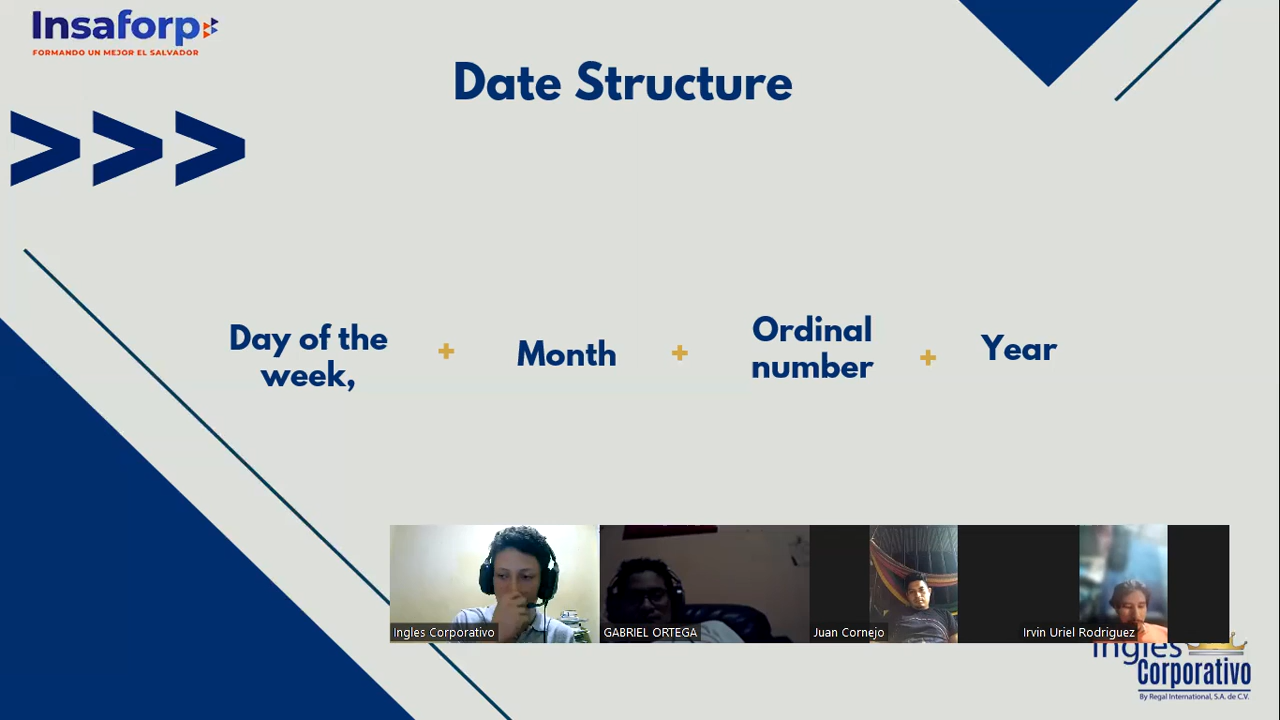 Insaforp
FORMANDO UN MEJOR EL SALVADOR
Date Structure
>>>
Day of the
week,
+
Month
+
Ordinal
number
+
Year
Ingles Corporativo
GABRIEL ORTEGA
Juan Cornejo
Irvin Uriel Rodriguez
Ingles
Corporativo
By Regal International, S.A. de C.V.